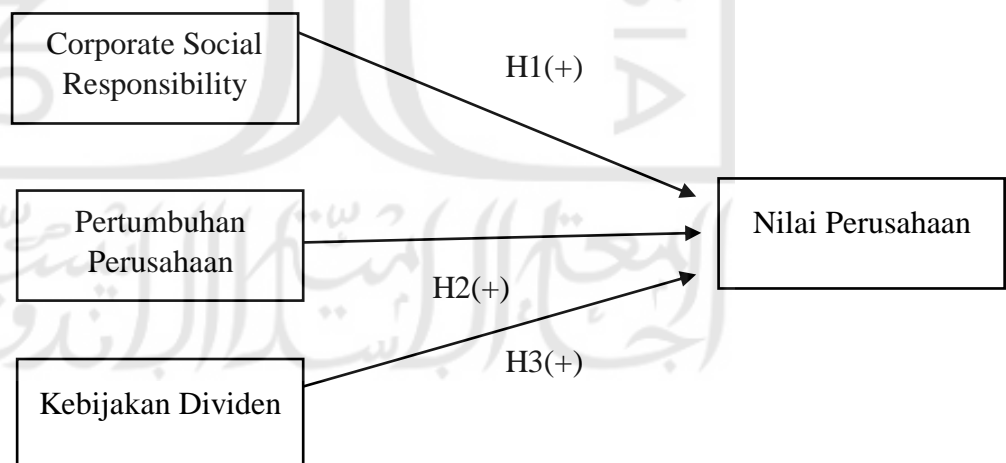 Corporate Social
Responsibility
H1(+)
Pertumbuhan
Perusahaan
Nilai Perusahaan
H2(+)
H3(+)
Kebijakan Dividen